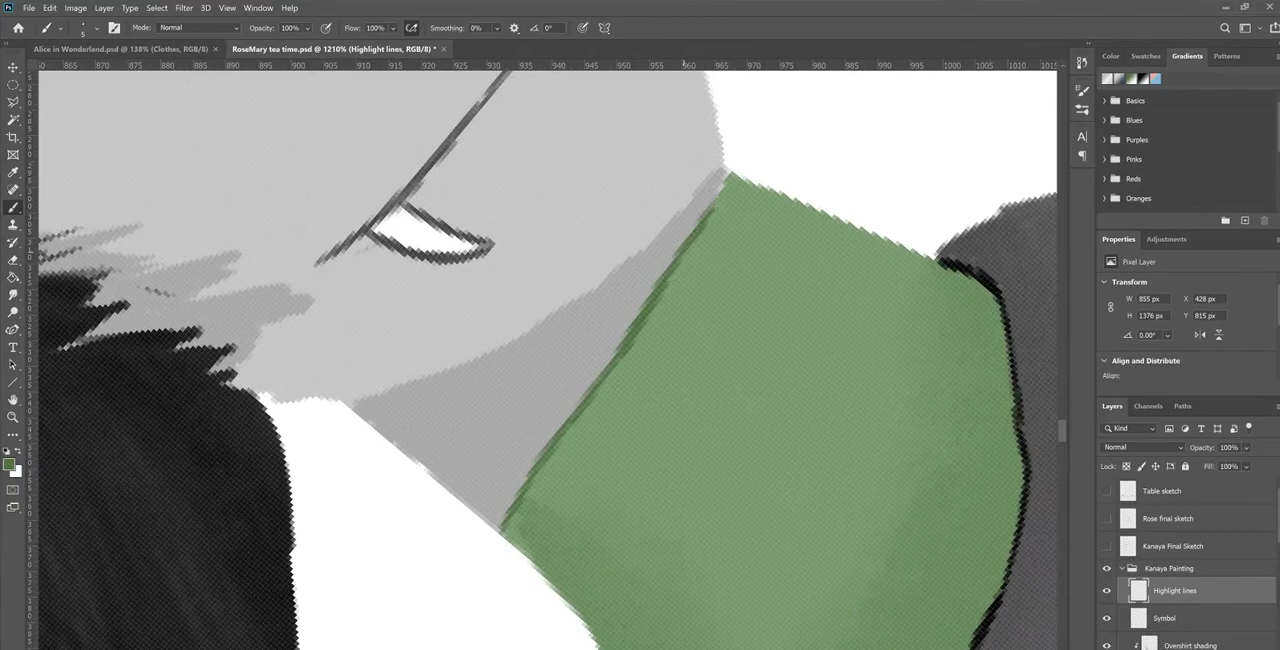 Ps File Edit Image Layer Type Select Filter 3D View Window Help
5 Mode: Normal Opacity: 100% Flow: 100% Smoothing: 0% 0°
Alice in Wonderland.psd @ 138% (Clothes, RGB/8) × RoseMary tea time.psd @ 1210% (Highlight lines, RGB/8) * ×
865 870 875 880 885 890 895 900 905 910 915 920 925 930 935 940 945 950 955 960 965 970 975 980 985 990 995 1000 1005 1010 1015
Color Swatches Gradients Patterns
Basics
Blues
Purples
Pinks
Reds
Oranges
Properties Adjustments
Pixel Layer
Transform
W 855 px X 428 px
H 1376 px Y 815 px
0.00°
Align and Distribute
Align:
Layers Channels Paths
Kind
Normal Opacity: 100%
Lock: Fill: 100%
Table sketch
Rose final sketch
Kanaya Final Sketch
Kanaya Painting
Highlight lines
Symbol
Overshirt shading